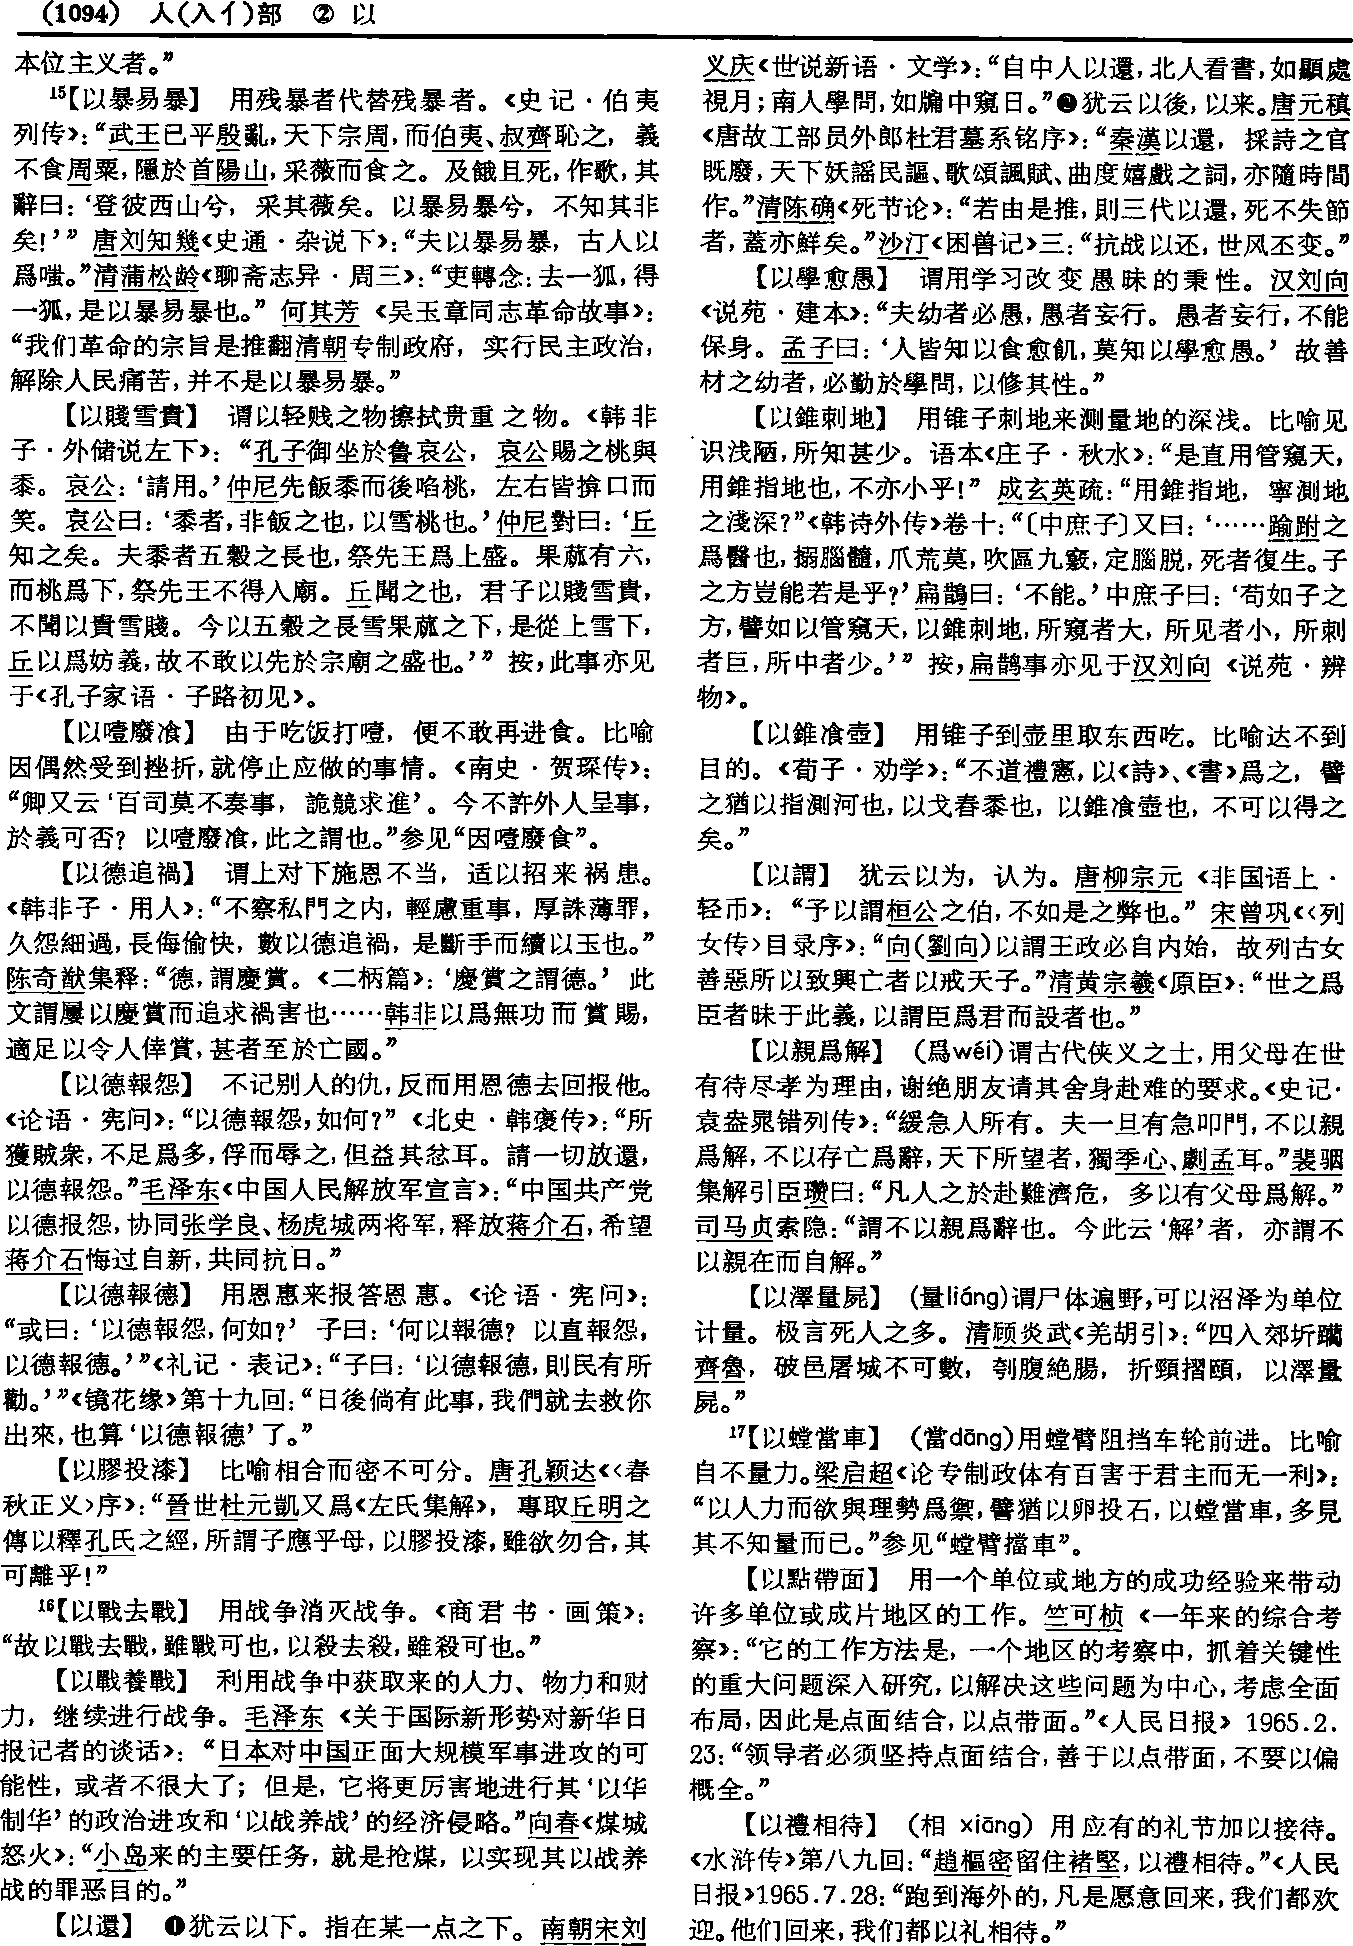 (1094) 人(入亻)部 ② 以
本位主义者。”
15【以暴易暴】 用残暴者代替残暴者。《史记·伯夷
列传》：“武王已平殷亂，天下宗周，而伯夷、叔齊恥之， 義
不食周粟，隱於首陽山，采薇而食之。及餓且死，作歌，其
辭曰：‘登彼西山兮， 采其薇矣。以暴易暴兮， 不知其非
矣！’” 唐刘知幾《史通·杂说下》：“夫以暴易暴， 古人以
爲嗤。”清蒲松龄《聊斋志异·周三》：“吏轉念：去一狐，得
一狐，是以暴易暴也。” 何其芳 《吴玉章同志革命故事》：
“我们革命的宗旨是推翻清朝专制政府， 实行民主政治，
解除人民痛苦，并不是以暴易暴。”
【以賤雪貴】 谓以轻贱之物擦拭贵重之物。《韩非
子·外储说左下》： “孔子御坐於魯哀公， 哀公賜之桃與
黍。哀公：‘請用。’仲尼先飯黍而後啗桃， 左右皆揜口而
笑。哀公曰：‘黍者，非飯之也，以雪桃也。’仲尼對曰：‘丘
知之矣。夫黍者五穀之長也，祭先王爲上盛。果蓏有六，
而桃爲下，祭先王不得入廟。丘聞之也， 君子以賤雪貴，
不聞以貴雪賤。今以五穀之長雪果蓏之下，是從上雪下，
丘以爲妨義，故不敢以先於宗廟之盛也。’” 按，此事亦见
于《孔子家语·子路初见》。
【以噎廢飡】 由于吃饭打噎， 便不敢再进食。比喻
因偶然受到挫折，就停止应做的事情。《南史·贺琛传》：
“卿又云‘百司莫不奏事， 詭競求進’。今不許外人呈事，
於義可否？ 以噎廢飡，此之謂也。”参见“因噎廢食”。
【以德追禍】 谓上对下施恩不当， 适以招来祸患。
《韩非子·用人》：“不察私門之内，輕慮重事，厚誅薄罪，
久怨細過，長侮偷快，數以德追禍，是斷手而續以玉也。”
陈奇猷集释：“德，謂慶賞。《二柄篇》：‘慶賞之謂德。’ 此
文謂屢以慶賞而追求禍害也……韩非以爲無功而賞賜，
適足以令人倖賞，甚者至於亡國。”
【以德報怨】 不记别人的仇，反而用恩德去回报他。
《论语·宪问》：“以德報怨，如何？” 《北史·韩褒传》：“所
獲賊衆，不足爲多，俘而辱之，但益其忿耳。請一切放還，
以德報怨。”毛泽东《中国人民解放军宣言》：“中国共产党
以德报怨，协同张学良、杨虎城两将军，释放蒋介石，希望
蒋介石悔过自新，共同抗日。”
【以德報德】 用恩惠来报答恩惠。《论语·宪问》：
“或曰：‘以德報怨，何如？’ 子曰：‘何以報德？以直報怨，
以德報德。’”《礼记·表记》：“子曰：‘以德報德，則民有所
勸。’”《镜花缘》第十九回：“日後倘有此事，我們就去救你
出來，也算‘以德報德’了。”
【以膠投漆】 比喻相合而密不可分。唐孔颖达《〈春
秋正义〉序》：“晉世杜元凱又爲《左氏集解》， 專取丘明之
傳以釋孔氏之經，所謂子應乎母，以膠投漆，雖欲勿合，其
可離乎！”
16【以戰去戰】 用战争消灭战争。《商君书·画策》：
“故以戰去戰，雖戰可也，以殺去殺，雖殺可也。”
【以戰養戰】 利用战争中获取来的人力、物力和财
力， 继续进行战争。毛泽东 《关于国际新形势对新华日
报记者的谈话》： “日本对中国正面大规模军事进攻的可
能性，或者不很大了；但是，它将更厉害地进行其‘以华
制华’的政治进攻和‘以战养战’的经济侵略。”向春《煤城
怒火》：“小岛来的主要任务，就是抢煤，以实现其以战养
战的罪恶目的。”
【以還】 ❶犹云以下。指在某一点之下。南朝宋刘
义庆《世说新语·文学》：“自中人以還，北人看書，如顯處
視月；南人學問，如牖中窺日。”❷犹云以後，以来。唐元稹
《唐故工部员外郎杜君墓系铭序》：“秦漢以還， 採詩之官
既廢，天下妖謡民謳、歌頌諷賦、曲度嬉戲之詞，亦隨時間
作。”清陈确《死节论》：“若由是推，則三代以還，死不失節
者，蓋亦鮮矣。”沙汀《困兽记》三：“抗战以还，世风丕变。”
【以學愈愚】 谓用学习改变愚昧的秉性。汉刘向
《说苑·建本》：“夫幼者必愚，愚者妄行。愚者妄行，不能
保身。孟子曰：‘人皆知以食愈飢，莫知以學愈愚。’ 故善
材之幼者，必勤於學問，以修其性。”
【以錐刺地】 用锥子刺地来测量地的深浅。比喻见
识浅陋，所知甚少。语本《庄子·秋水》：“是直用管窺天，
用錐指地也，不亦小乎！” 成玄英疏：“用錐指地， 寧測地
之淺深？”《韩诗外传》卷十：“〔中庶子〕又曰：‘……踰跗之
爲醫也，搦腦髓，爪荒莫，吹區九竅，定腦脱，死者復生。子
之方豈能若是乎？’扁鵲曰：‘不能。’中庶子曰：‘苟如子之
方，譬如以管窺天，以錐刺地，所窺者大， 所见者小， 所刺
者巨，所中者少。’” 按，扁鹊事亦见于汉刘向 《说苑·辨
物》。
【以錐飡壺】 用锥子到壶里取东西吃。比喻达不到
目的。《荀子·劝学》：“不道禮憲，以《詩》、《書》爲之， 譬
之猶以指測河也，以戈舂黍也， 以錐飡壺也，不可以得之
矣。”
【以謂】 犹云以为，认为。唐柳宗元 《非国语上·
轻币》： “予以謂桓公之伯，不如是之弊也。” 宋曾巩《〈列
女传〉目录序》：“向(劉向)以謂王政必自内始， 故列古女
善惡所以致興亡者以戒天子。”清黄宗羲《原臣》：“世之爲
臣者昧于此義，以謂臣爲君而設者也。”
【以親爲解】 (爲wéi)谓古代侠义之士，用父母在世
有待尽孝为理由，谢绝朋友请其舍身赴难的要求。《史记·
袁盎晁错列传》：“緩急人所有。夫一旦有急叩門，不以親
爲解，不以存亡爲辭，天下所望者，獨季心、劇孟耳。”裴骃
集解引臣瓒曰：“凡人之於赴難濟危， 多以有父母爲解。”
司马贞索隐：“謂不以親爲辭也。今此云‘解’者， 亦謂不
以親在而自解。”
【以澤量屍】 (量liáng)谓尸体遍野，可以沼泽为单位
计量。极言死人之多。清顾炎武《羌胡引》：“四入郊圻躪
齊魯， 破邑屠城不可數， 刳腹絶腸， 折頸摺頤， 以澤量
屍。”
17【以螳當車】 (當dāng)用螳臂阻挡车轮前进。比喻
自不量力。梁启超《论专制政体有百害于君主而无一利》：
“以人力而欲與理勢爲禦，譬猶以卵投石，以螳當車，多見
其不知量而已。”参见“螳臂擋車”。
【以點帶面】 用一个单位或地方的成功经验来带动
许多单位或成片地区的工作。竺可桢 《一年来的综合考
察》：“它的工作方法是， 一个地区的考察中，抓着关键性
的重大问题深入研究，以解决这些问题为中心，考虑全面
布局，因此是点面结合，以点带面。”《人民日报》 1965.2.
23：“领导者必须坚持点面结合，善于以点带面，不要以偏
概全。”
【以禮相待】 (相 xiāng) 用应有的礼节加以接待。
《水浒传》第八九回：“趙樞密留住褚堅，以禮相待。”《人民
日报》1965.7.28：“跑到海外的，凡是愿意回来，我们都欢
迎。他们回来，我们都以礼相待。”